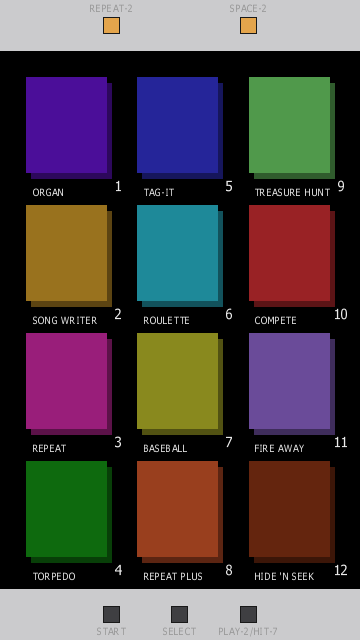 REPEAT-2 SPACE-2
ORGAN 1 TAG-IT 5 TREASURE HUNT 9
SONG WRITER 2 ROULETTE 6 COMPETE 10
REPEAT 3 BASEBALL 7 FIRE AWAY 11
TORPEDO 4 REPEAT PLUS 8 HIDE 'N SEEK 12
START SELECT PLAY-2/HIT-7